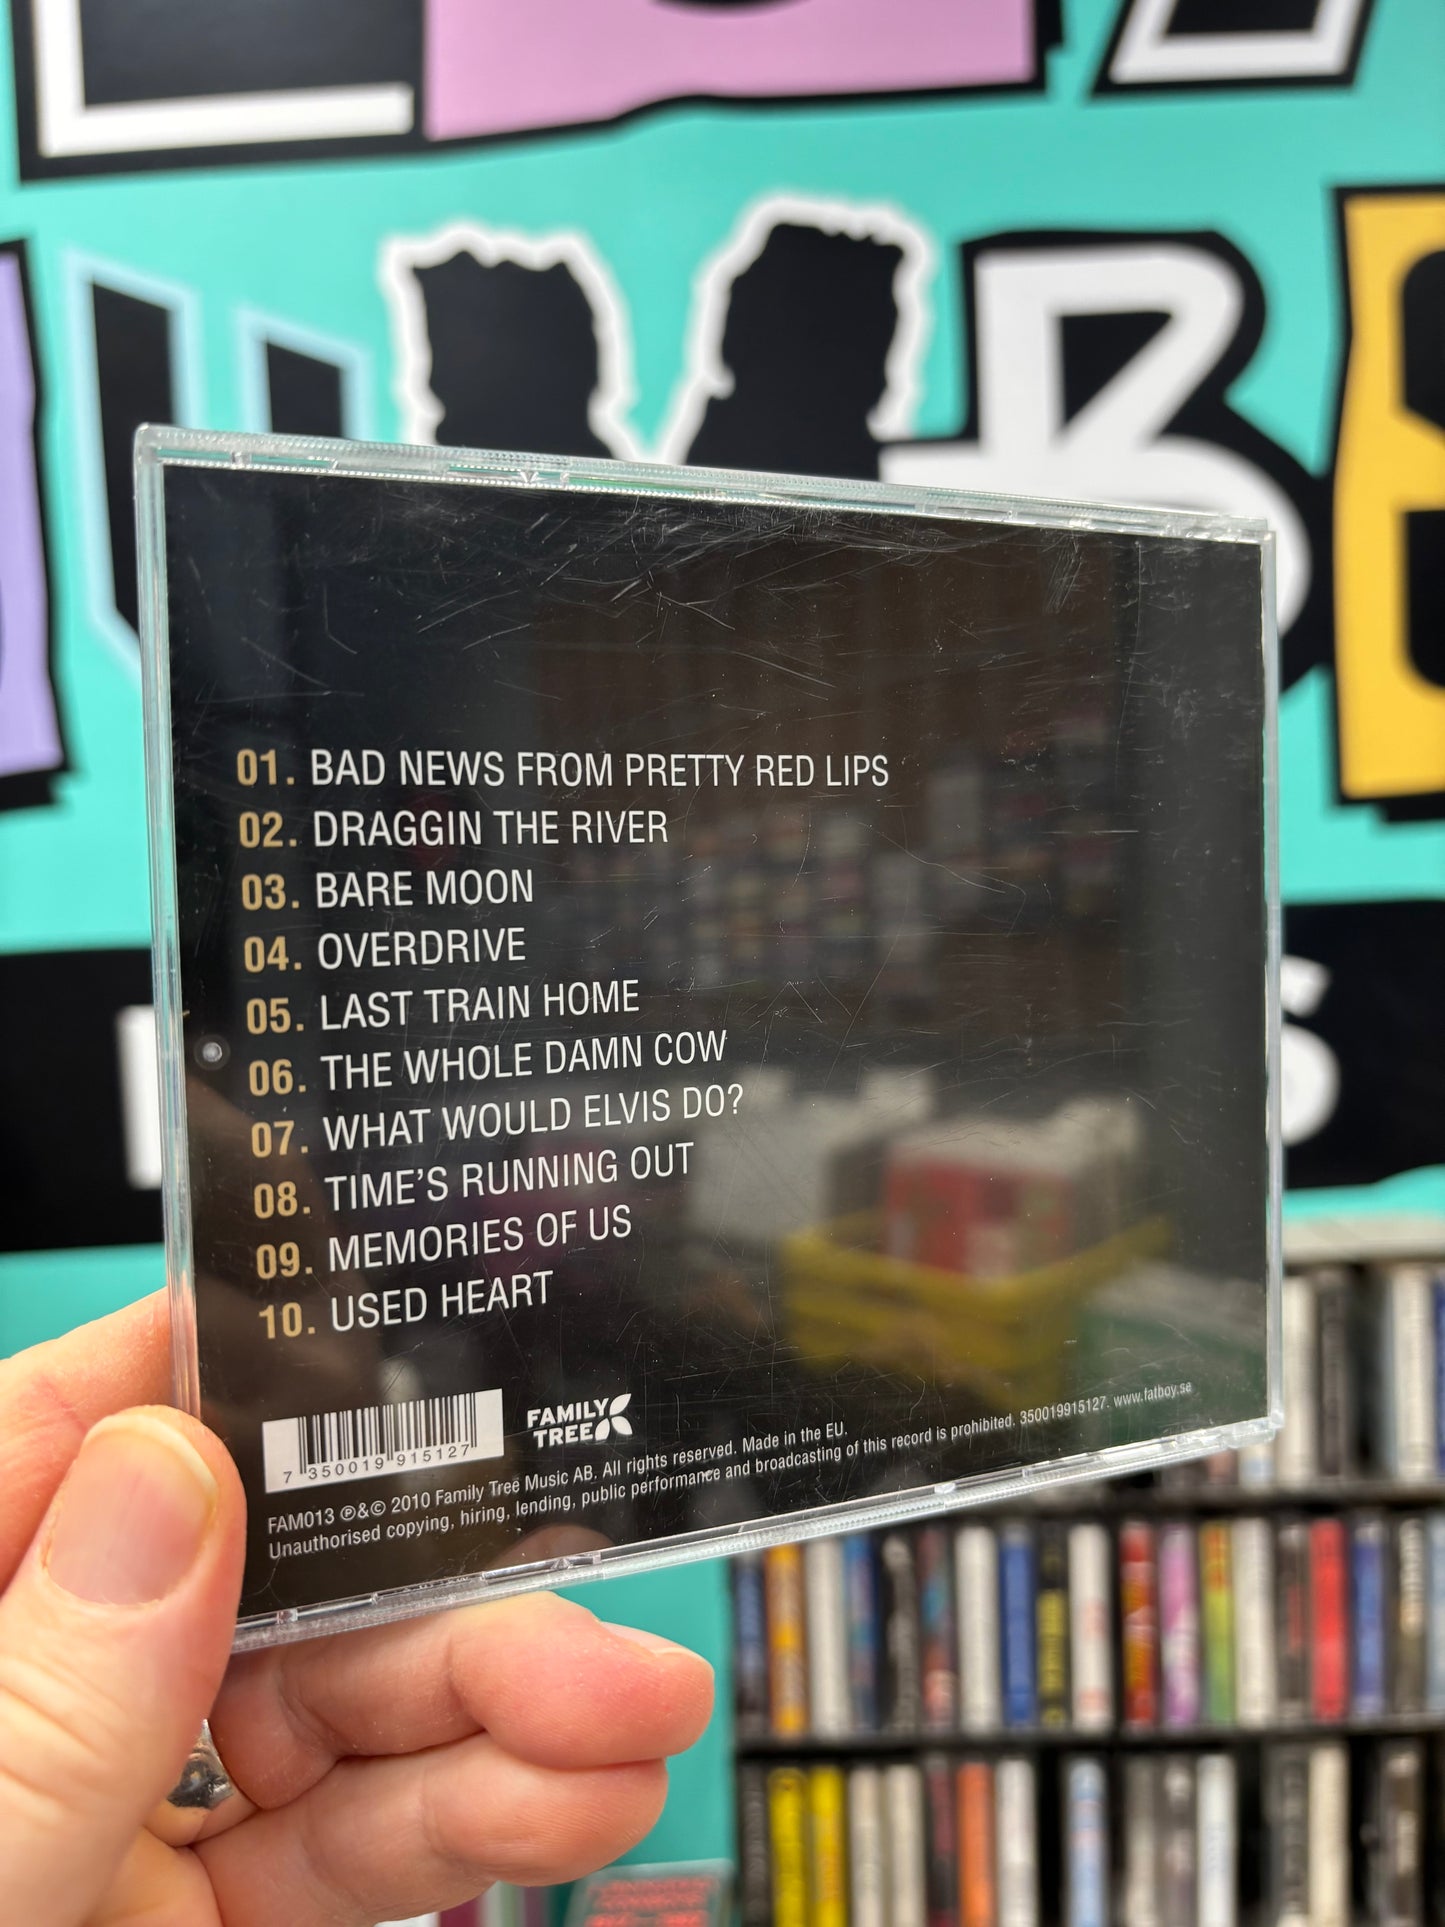 01. BAD NEWS FROM PRETTY RED LIPS
02. DRAGGIN THE RIVER
03. BARE MOON
04. OVERDRIVE
05. LAST TRAIN HOME
06. THE WHOLE DAMN COW
07. WHAT WOULD ELVIS DO?
08. TIME'S RUNNING OUT
09. MEMORIES OF US
10. USED HEART
7 350019 915127
FAMILY
TREE
FAM013 ℗&© 2010 Family Tree Music AB. All rights reserved. Made in the EU.
Unauthorised copying, hiring, lending, public performance and broadcasting of this record is prohibited. 350019915127. www.fatboy.se